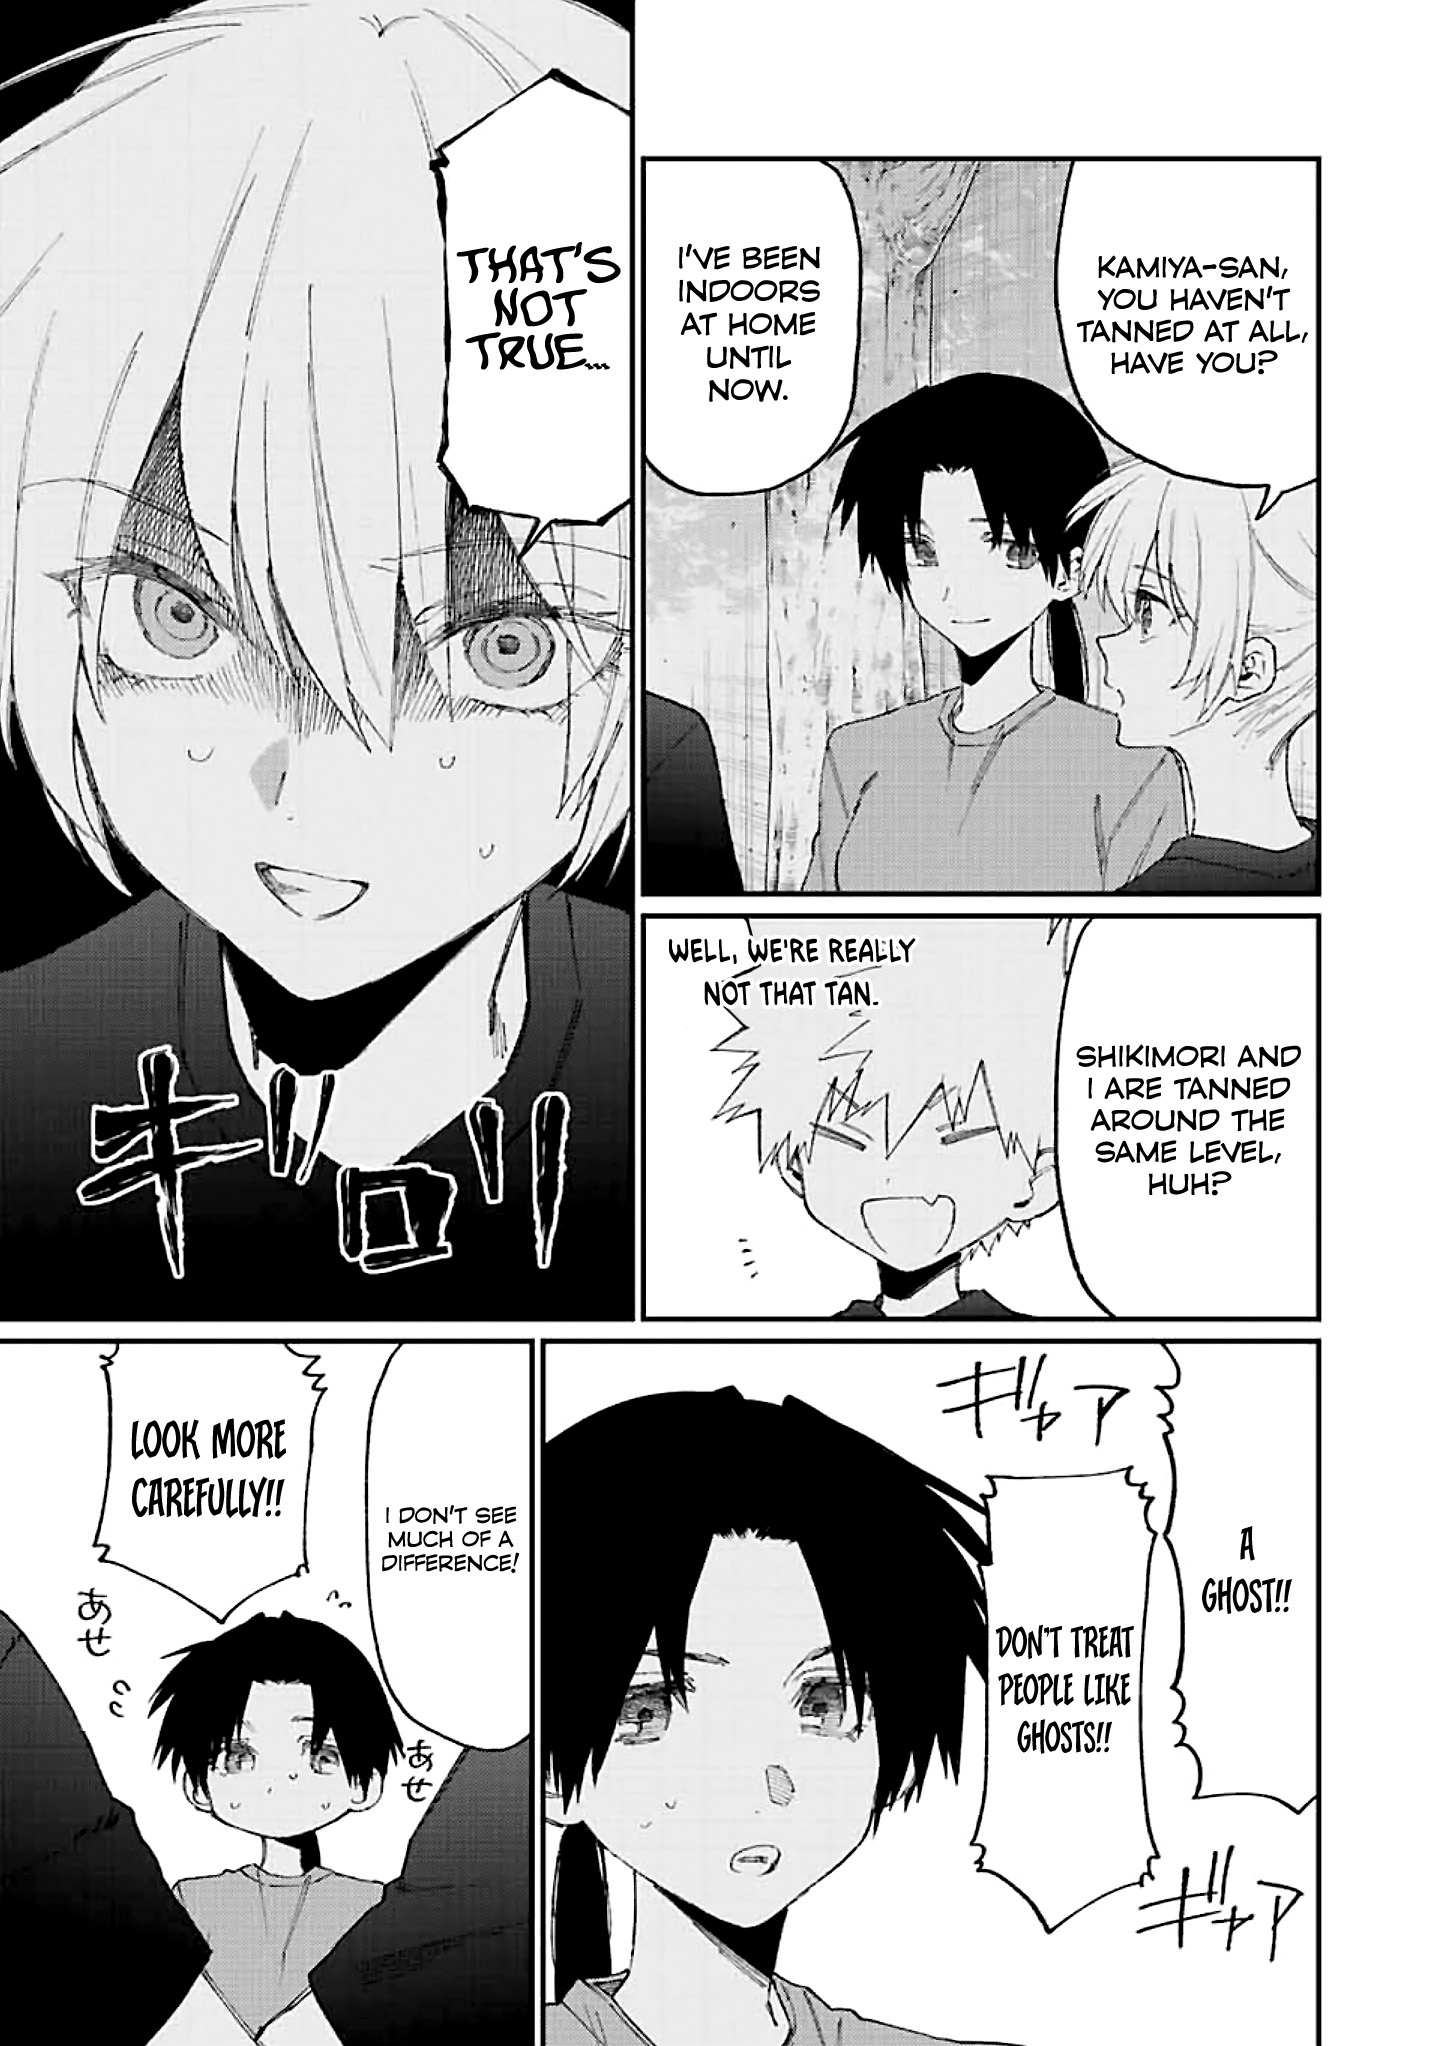 KAMIYA-SAN,
YOU HAVEN'T
TANNED AT ALL,
HAVE YOU?
I'VE BEEN
INDOORS
AT HOME
UNTIL
NOW.
SHIKIMORI AND
I ARE TANNED
AROUND THE
SAME LEVEL,
HUH?
WELL, WE'RE REALLY
NOT THAT TAN.
THAT'S
NOT
TRUE...
ギロッ
ギャア
A
GHOST!!
DON'T TREAT
PEOPLE LIKE
GHOSTS!!
ギャア
I DON'T SEE
MUCH OF A
DIFFERENCE!
LOOK MORE
CAREFULLY!!
あせ
あせ